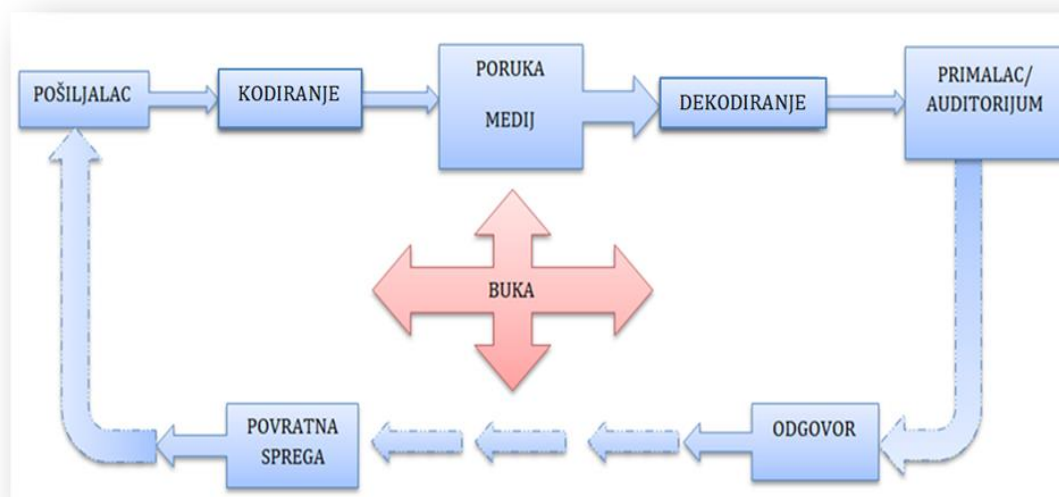 POŠILJALAC
KODIRANJE
PORUKA
MEDIJ
DEKODIRANJE
PRIMALAC/
AUDITORIJUM
BUKA
POVRATNA
SPREGA
ODGOVOR